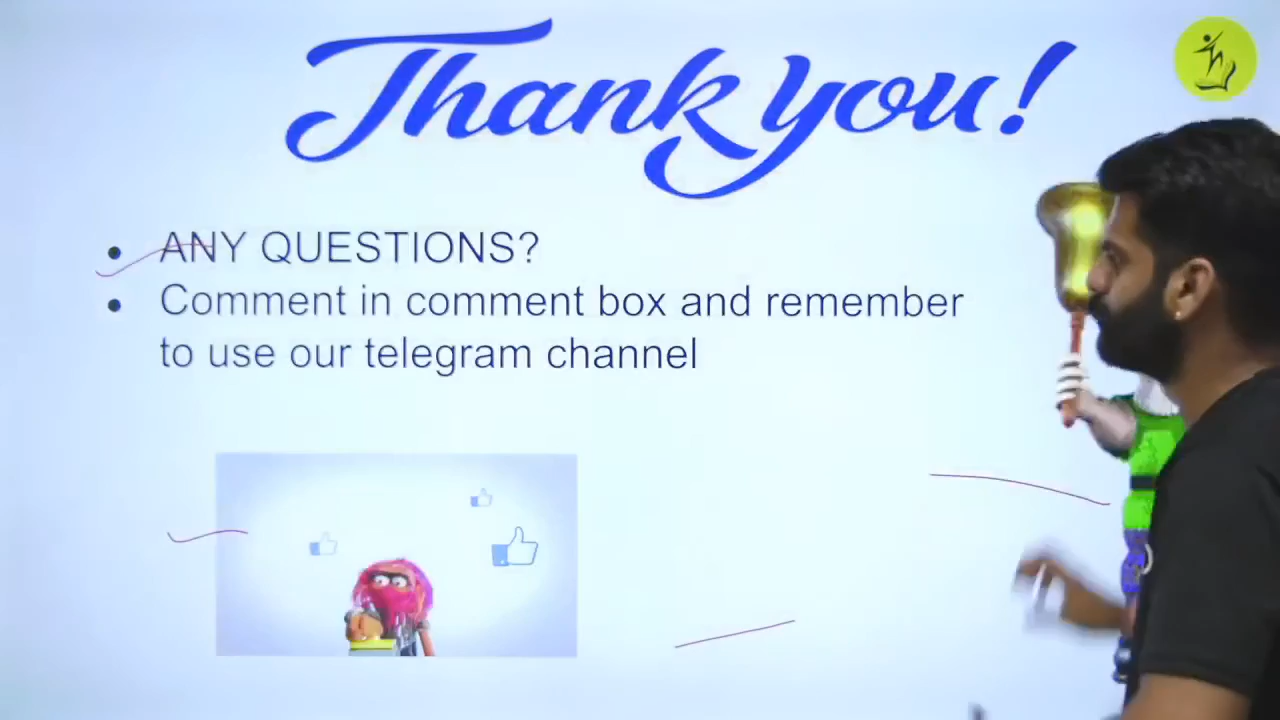 Thank you!
ANY QUESTIONS?
Comment in comment box and remember
to use our telegram channel